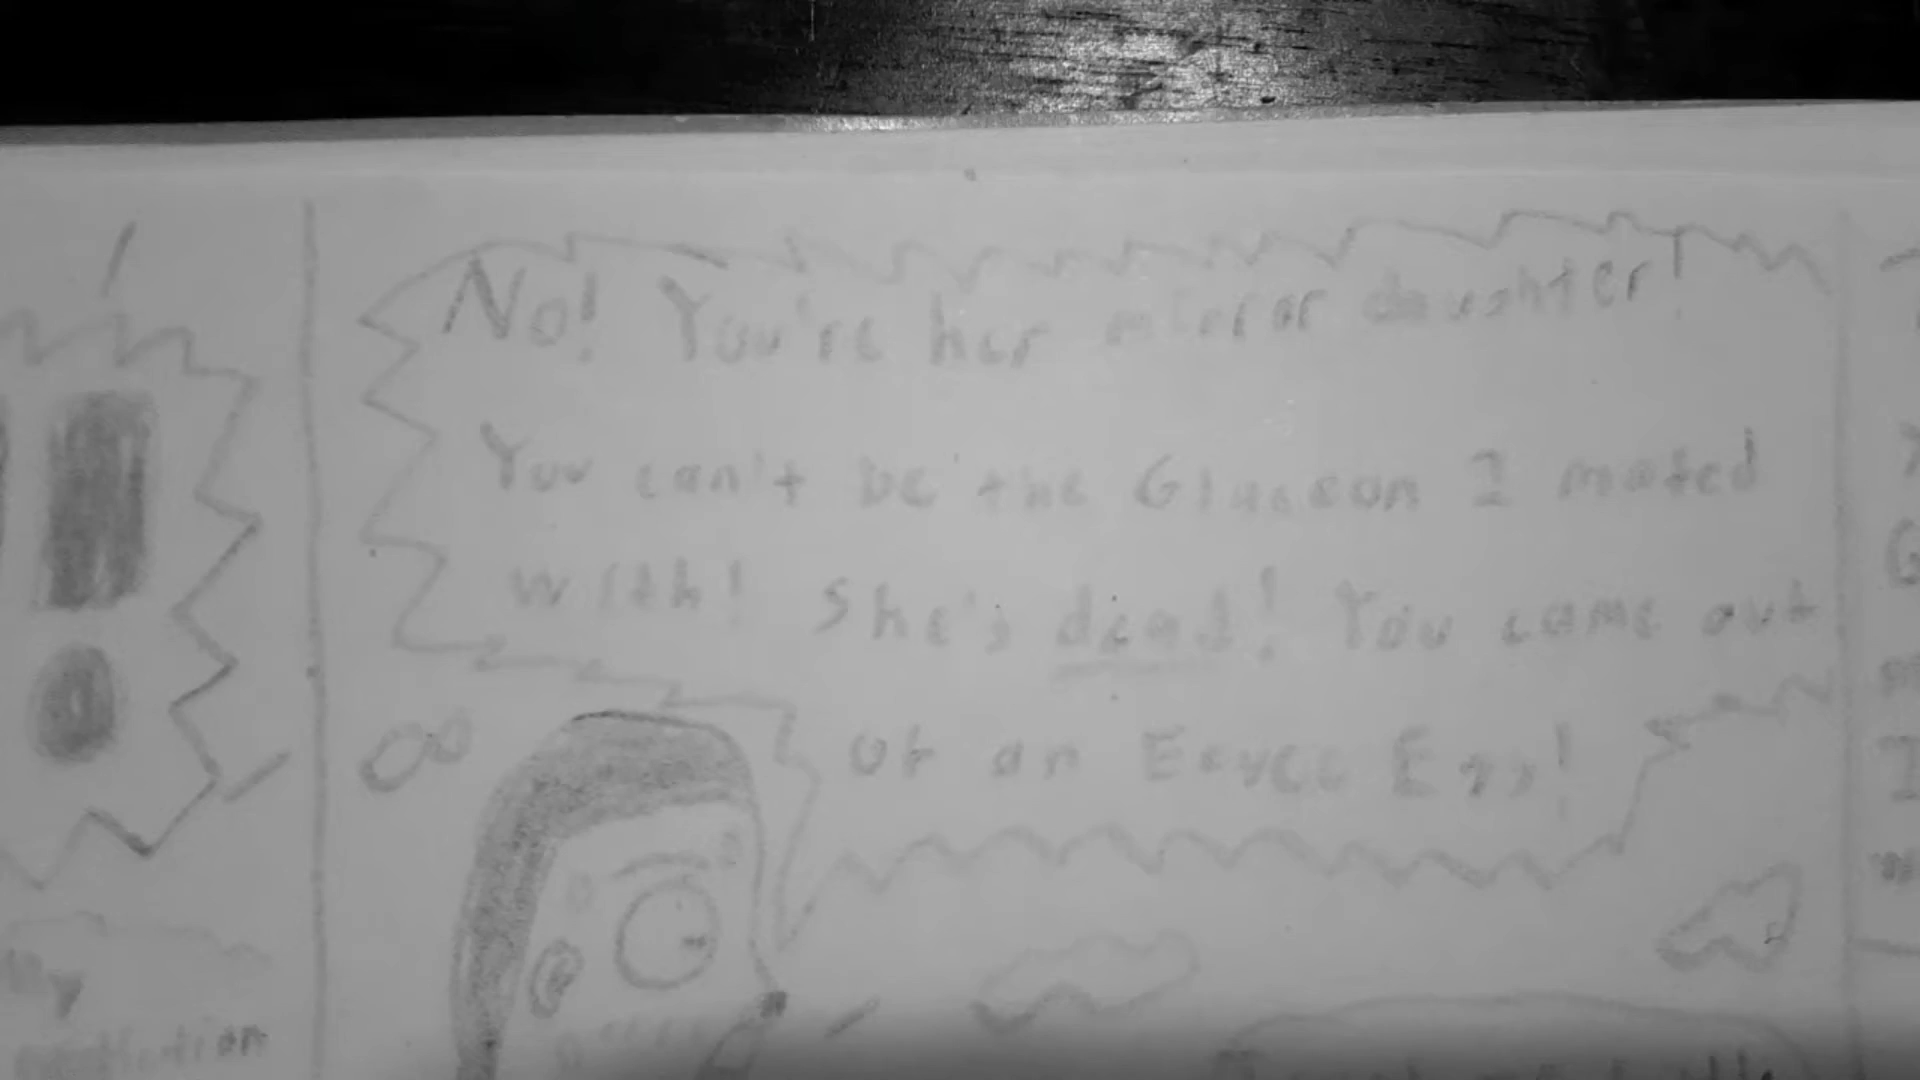 No! You're her mirror daughter!
You can't be the Glaceon I mated
with! She's dead! You came out
of an Eevee Egg!